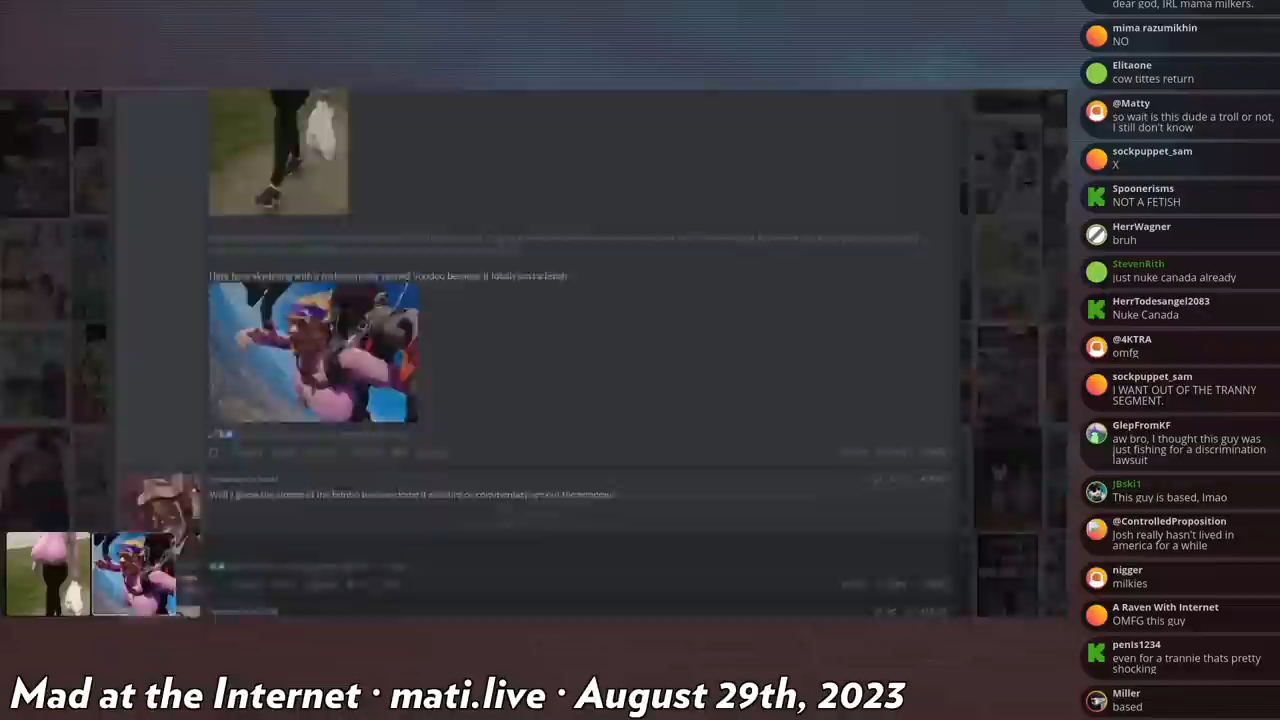 dear god, IRL mama milkers.
mima razumikhin
NO
Elitaone
cow tittes return
@Matty
so wait is this dude a troll or not,
I still don't know
sockpuppet_sam
X
Spoonerisms
NOT A FETISH
HerrWagner
bruh
StevenRith
just nuke canada already
HerrTodesangel2083
Nuke Canada
@4KTRA
omfg
sockpuppet_sam
I WANT OUT OF THE TRANNY
SEGMENT.
GlepFromKF
aw bro, I thought this guy was
just fishing for a discrimination
lawsuit
JBski1
This guy is based, lmao
@ControlledProposition
Josh really hasn't lived in
america for a while
nigger
milkies
A Raven With Internet
OMFG this guy
penIs1234
even for a trannie thats pretty
shocking
Miller
based
Mad at the Internet · mati.live · August 29th, 2023